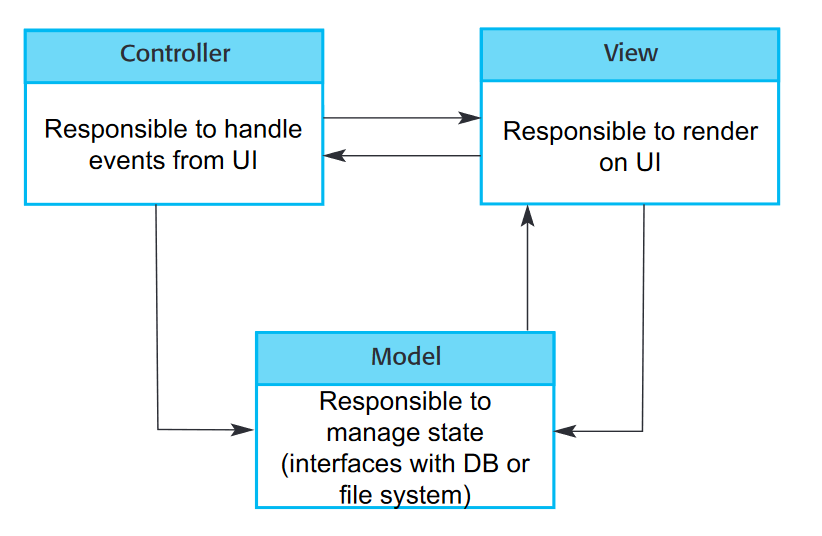 Controller
Responsible to handle
events from UI
View
Responsible to render
on UI
Model
Responsible to
manage state
(interfaces with DB or
file system)